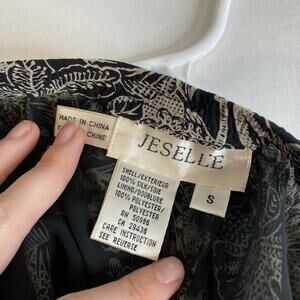 MADE IN CHINA
CHINE
JESELLE
S
SHELL/EXTERIEUR
100% SILK/SOIE
LINING/DOUBLURE
100% POLYESTER/
POLYESTER
RN 50986
CA 29438
CARE INSTRUCTION
SEE REVERSE